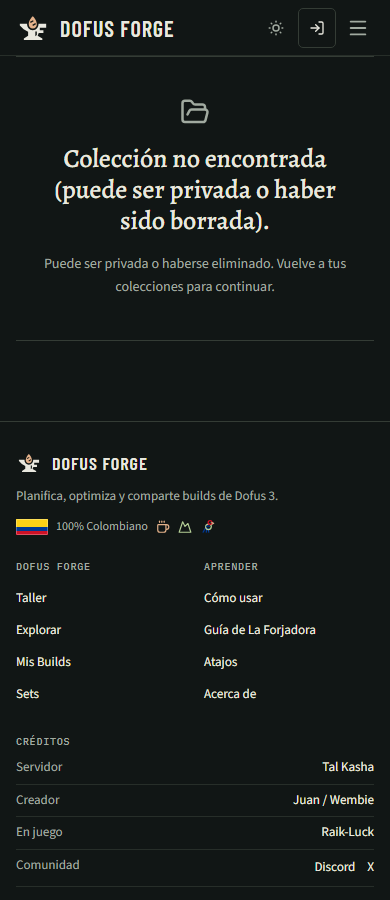 DOFUS FORGE
Colección no encontrada
(puede ser privada o haber
sido borrada).
Puede ser privada o haberse eliminado. Vuelve a tus
colecciones para continuar.
DOFUS FORGE
Planifica, optimiza y comparte builds de Dofus 3.
100% Colombiano
DOFUS FORGE
Taller
Explorar
Mis Builds
Sets
APRENDER
Cómo usar
Guía de La Forjadora
Atajos
Acerca de
CRÉDITOS
Servidor Tal Kasha
Creador Juan / Wembie
En juego Raik-Luck
Comunidad Discord X